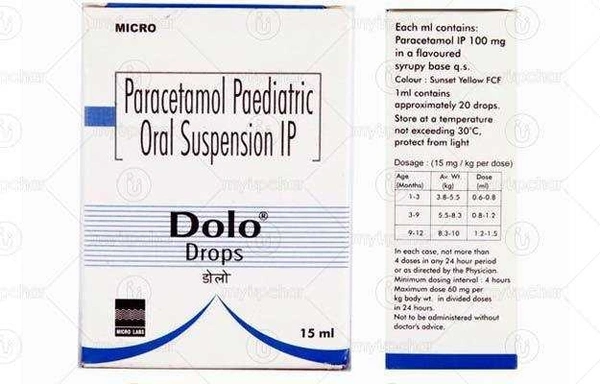 MICRO
Paracetamol Paediatric
Oral Suspension IP
Dolo®
Drops
डोलो
MICRO LABS
15 ml
Each ml contains:
Paracetamol IP 100 mg
in a flavoured
syrupy base q.s.
Colour : Sunset Yellow FCF
1ml contains
approximately 20 drops.
Store at a temperature
not exceeding 30°C,
protect from light
Dosage : (15 mg / kg per dose)
Age (Months) Av. Wt. (kg) Dose (ml)
1-3 3.8-5.5 0.6-0.8
3-9 5.5-8.3 0.8-1.2
9-12 8.3-10 1.2-1.5
In each case, not more than
4 doses in any 24 hour period
or as directed by the Physician.
Minimum dosing interval : 4 hours
Maximum dose 60 mg per
kg body wt. in divided doses
in 24 hours.
Not to be administered without
doctor's advice.